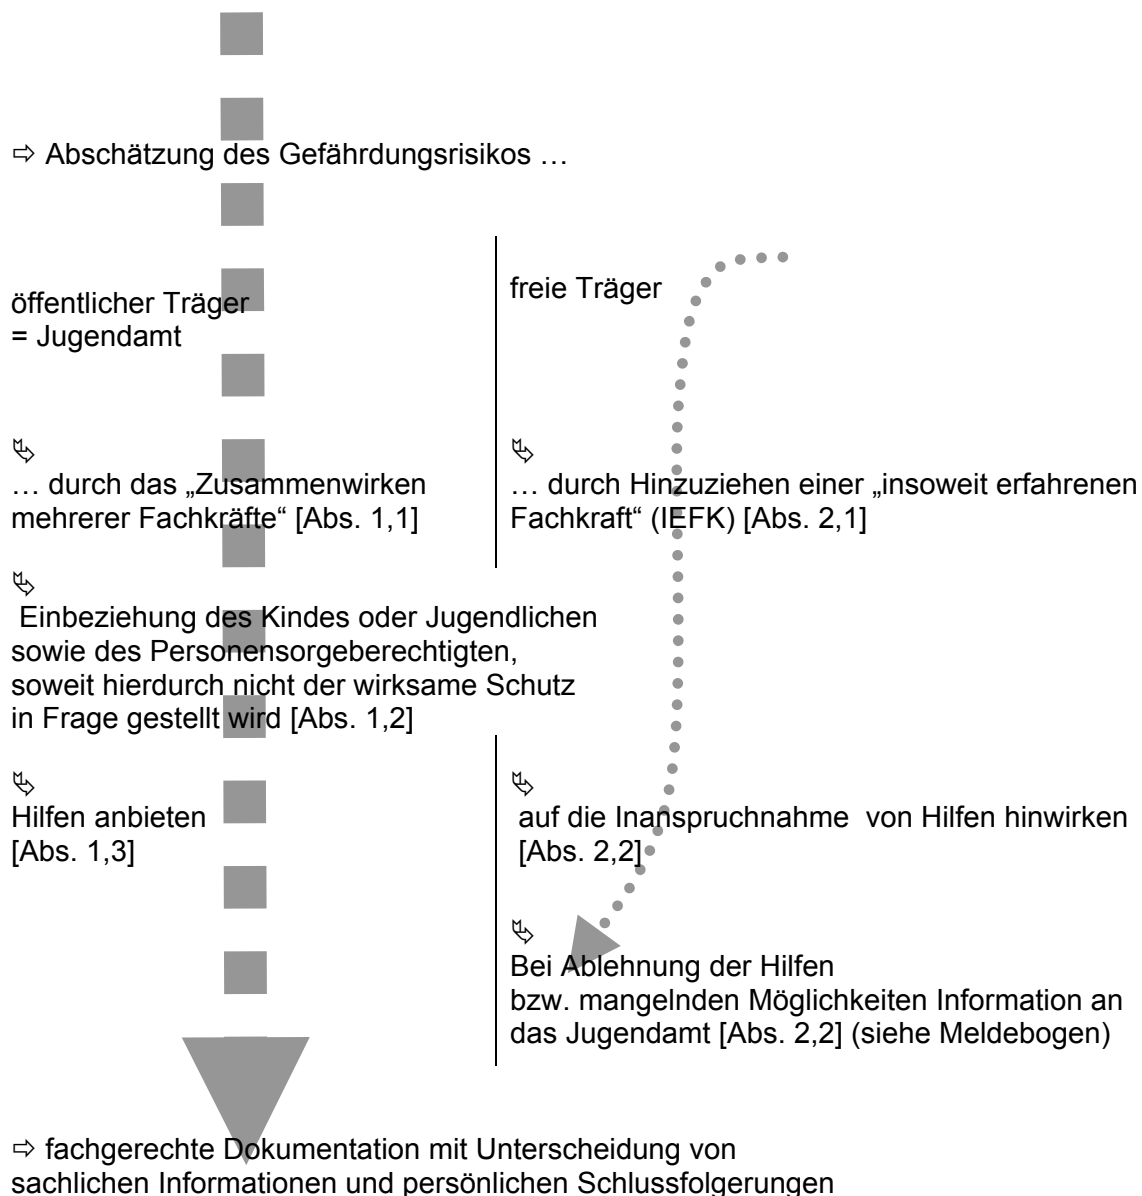 ⇨ Abschätzung des Gefährdungsrisikos …
öffentlicher Träger
= Jugendamt
freie Träger
… durch das „Zusammenwirken
mehrerer Fachkräfte“ [Abs. 1,1]
… durch Hinzuziehen einer „insoweit erfahrenen
Fachkraft“ (IEFK) [Abs. 2,1]
Einbeziehung des Kindes oder Jugendlichen
sowie des Personensorgeberechtigten,
soweit hierdurch nicht der wirksame Schutz
in Frage gestellt wird [Abs. 1,2]
Hilfen anbieten
[Abs. 1,3]
auf die Inanspruchnahme  von Hilfen hinwirken
[Abs. 2,2]
Bei Ablehnung der Hilfen
bzw. mangelnden Möglichkeiten Information an
das Jugendamt [Abs. 2,2] (siehe Meldebogen)
⇨ fachgerechte Dokumentation mit Unterscheidung von
sachlichen Informationen und persönlichen Schlussfolgerungen